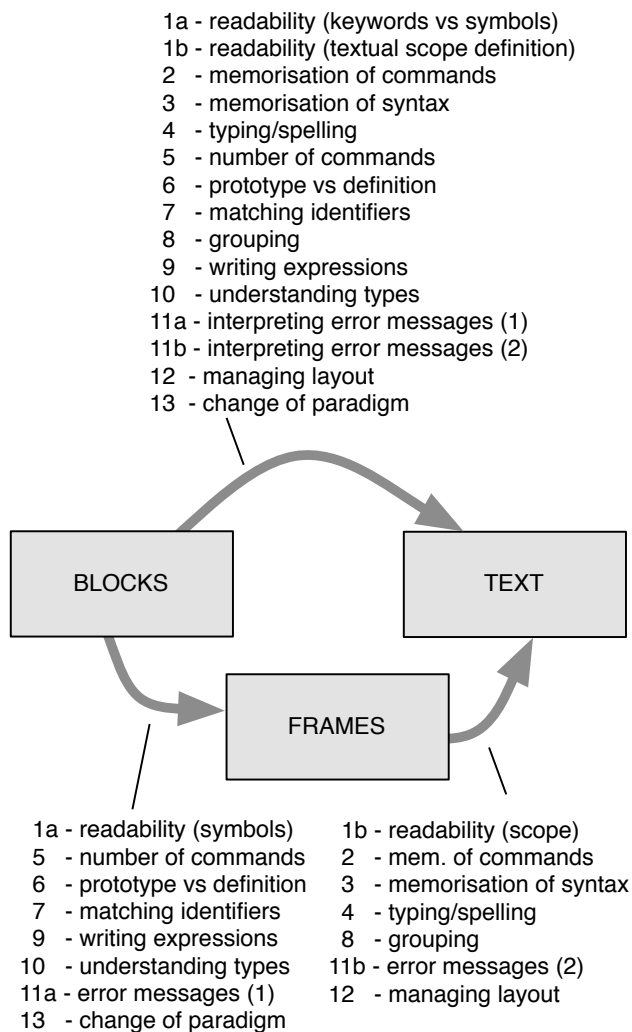 1a - readability (keywords vs symbols)
1b - readability (textual scope definition)
2 - memorisation of commands
3 - memorisation of syntax
4 - typing/spelling
5 - number of commands
6 - prototype vs definition
7 - matching identifiers
8 - grouping
9 - writing expressions
10 - understanding types
11a - interpreting error messages (1)
11b - interpreting error messages (2)
12 - managing layout
13 - change of paradigm
BLOCKS
TEXT
FRAMES
1a - readability (symbols)
5 - number of commands
6 - prototype vs definition
7 - matching identifiers
9 - writing expressions
10 - understanding types
11a - error messages (1)
13 - change of paradigm
1b - readability (scope)
2 - mem. of commands
3 - memorisation of syntax
4 - typing/spelling
8 - grouping
11b - error messages (2)
12 - managing layout